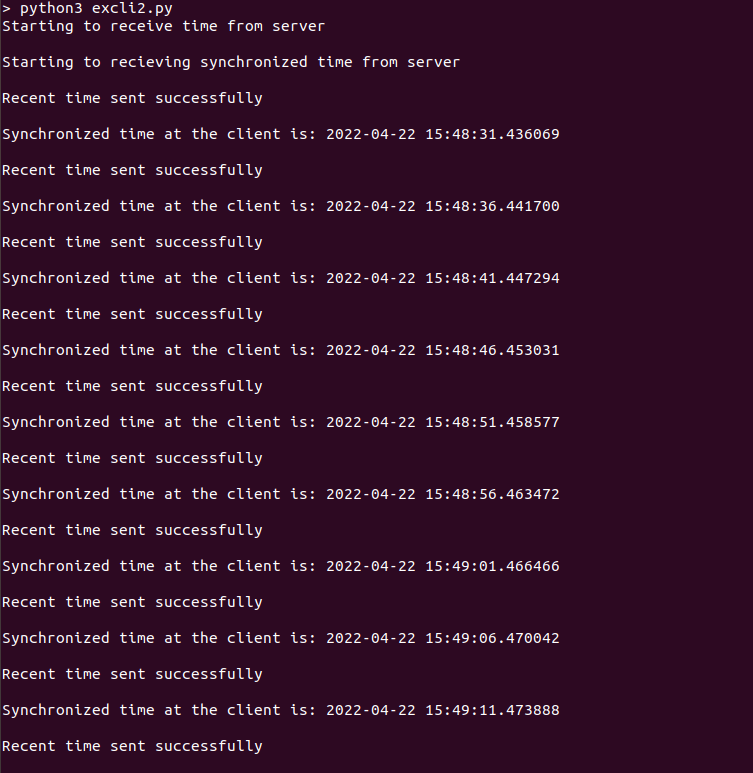 > python3 excli2.py
Starting to receive time from server
Starting to recieving synchronized time from server
Recent time sent successfully
Synchronized time at the client is: 2022-04-22 15:48:31.436069
Recent time sent successfully
Synchronized time at the client is: 2022-04-22 15:48:36.441700
Recent time sent successfully
Synchronized time at the client is: 2022-04-22 15:48:41.447294
Recent time sent successfully
Synchronized time at the client is: 2022-04-22 15:48:46.453031
Recent time sent successfully
Synchronized time at the client is: 2022-04-22 15:48:51.458577
Recent time sent successfully
Synchronized time at the client is: 2022-04-22 15:48:56.463472
Recent time sent successfully
Synchronized time at the client is: 2022-04-22 15:49:01.466466
Recent time sent successfully
Synchronized time at the client is: 2022-04-22 15:49:06.470042
Recent time sent successfully
Synchronized time at the client is: 2022-04-22 15:49:11.473888
Recent time sent successfully